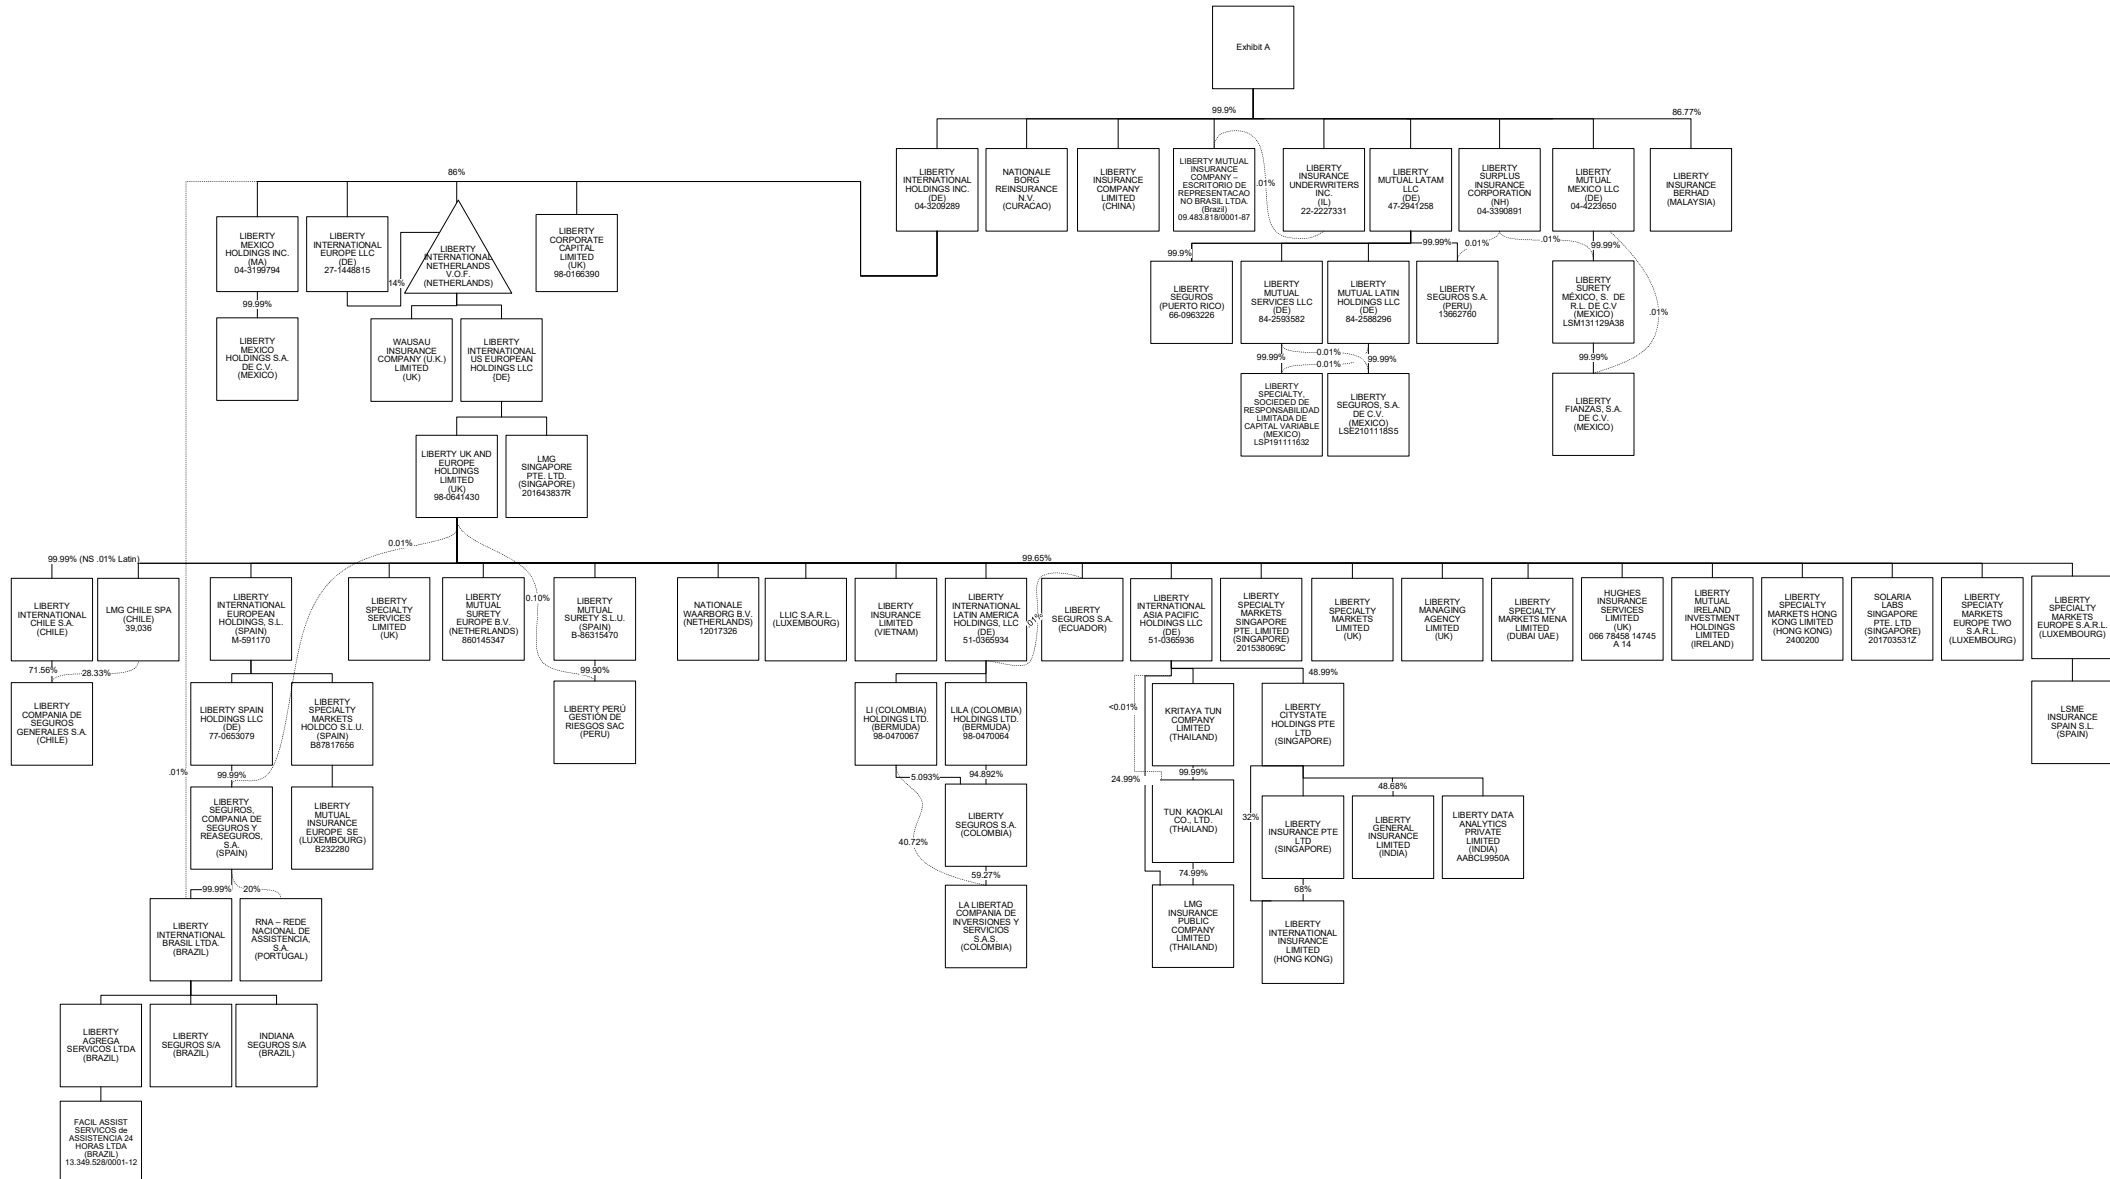 Exhibit A
99.9%
86.77%
LIBERTY
INTERNATIONAL
HOLDINGS INC.
(DE)
04-3209289
NATIONALE
BORG
REINSURANCE
N.V.
(CURACAO)
LIBERTY
INSURANCE
COMPANY
LIMITED
(CHINA)
LIBERTY MUTUAL
INSURANCE
COMPANY –
ESCRITORIO DE
REPRESENTACAO
NO BRASIL LTDA.
(Brazil)
09.483.818/0001-87
.01%
LIBERTY
INSURANCE
UNDERWRITERS
INC.
(IL)
22-2227331
LIBERTY
MUTUAL LATAM
LLC
(DE)
47-2941258
LIBERTY
SURPLUS
INSURANCE
CORPORATION
(NH)
04-3390891
LIBERTY
MUTUAL
MEXICO LLC
(DE)
04-4223650
LIBERTY
INSURANCE
BERHAD
(MALAYSIA)
86%
LIBERTY
MEXICO
HOLDINGS INC.
(MA)
04-3199794
LIBERTY
INTERNATIONAL
EUROPE LLC
(DE)
27-1448815
14%
LIBERTY
INTERNATIONAL
NETHERLANDS
V.O.F.
(NETHERLANDS)
LIBERTY
CORPORATE
CAPITAL
LIMITED
(UK)
98-0166390
99.9%
99.99%
0.01%
.01%
99.99%
LIBERTY
SEGUROS
(PUERTO RICO)
66-0963226
LIBERTY
MUTUAL
SERVICES LLC
(DE)
84-2593582
LIBERTY
MUTUAL LATIN
HOLDINGS LLC
(DE)
84-2588296
LIBERTY
SEGUROS S.A.
(PERU)
13662760
LIBERTY
SURETY
MÉXICO, S.  DE
R.L. DE C.V
(MEXICO)
LSM131129A38
.01%
99.99%
LIBERTY
MEXICO
HOLDINGS S.A.
DE C.V.
(MEXICO)
WAUSAU
INSURANCE
COMPANY (U.K.)
LIMITED
(UK)
LIBERTY
INTERNATIONAL
US EUROPEAN
HOLDINGS LLC
(DE)
99.99%
0.01%
0.01%
99.99%
99.99%
LIBERTY
SPECIALTY,
SOCIEDED DE
RESPONSABILIDAD
LIMITADA DE
CAPITAL VARIABLE
(MEXICO)
LSP191111632
LIBERTY
SEGUROS, S.A.
DE C.V.
(MEXICO)
LSE2101118S5
LIBERTY
FIANZAS, S.A.
DE C.V.
(MEXICO)
LIBERTY UK AND
EUROPE
HOLDINGS
LIMITED
(UK)
98-0641430
LMG
SINGAPORE
PTE. LTD.
(SINGAPORE)
201643837R
0.01%
99.99% (NS .01% Latin)
99.65%
LIBERTY
INTERNATIONAL
CHILE S.A.
(CHILE)
LMG CHILE SPA
(CHILE)
39,036
LIBERTY
INTERNATIONAL
EUROPEAN
HOLDINGS, S.L.
(SPAIN)
M-591170
LIBERTY
SPECIALTY
SERVICES
LIMITED
(UK)
LIBERTY
MUTUAL
SURETY
EUROPE B.V.
(NETHERLANDS)
860145347
0.10%
LIBERTY
MUTUAL
SURETY S.L.U.
(SPAIN)
B-86315470
NATIONALE
WAARBORG B.V.
(NETHERLANDS)
12017326
LLIC S.A.R.L.
(LUXEMBOURG)
LIBERTY
INSURANCE
LIMITED
(VIETNAM)
LIBERTY
INTERNATIONAL
LATIN AMERICA
HOLDINGS, LLC
(DE)
51-0365934
.01%
LIBERTY
SEGUROS S.A.
(ECUADOR)
LIBERTY
INTERNATIONAL
ASIA PACIFIC
HOLDINGS LLC
(DE)
51-0365936
LIBERTY
SPECIALTY
MARKETS
SINGAPORE
PTE. LIMITED
(SINGAPORE)
201538069C
LIBERTY
SPECIALTY
MARKETS
LIMITED
(UK)
LIBERTY
MANAGING
AGENCY
LIMITED
(UK)
LIBERTY
SPECIALTY
MARKETS MENA
LIMITED
(DUBAI UAE)
HUGHES
INSURANCE
SERVICES
LIMITED
(UK)
066 78458 14745
A 14
LIBERTY
MUTUAL
IRELAND
INVESTMENT
HOLDINGS
LIMITED
(IRELAND)
LIBERTY
SPECIALTY
MARKETS HONG
KONG LIMITED
(HONG KONG)
2400200
SOLARIA
LABS
SINGAPORE
PTE. LTD
(SINGAPORE)
201703531Z
LIBERTY
SPECIATY
MARKETS
EUROPE TWO
S.A.R.L.
(LUXEMBOURG)
LIBERTY
SPECIALTY
MARKETS
EUROPE S.A.R.L.
(LUXEMBOURG)
71.56%
28.33%
99.90%
48.99%
LIBERTY
COMPANIA DE
SEGUROS
GENERALES S.A.
(CHILE)
LIBERTY SPAIN
HOLDINGS LLC
(DE)
77-0653079
LIBERTY
SPECIALTY
MARKETS
HOLDCO S.L.U.
(SPAIN)
B87817656
LIBERTY PERÚ
GESTIÓN DE
RIESGOS SAC
(PERU)
LI (COLOMBIA)
HOLDINGS LTD.
(BERMUDA)
98-0470067
LILA (COLOMBIA)
HOLDINGS LTD.
(BERMUDA)
98-0470064
<0.01%
KRITAYA TUN
COMPANY
LIMITED
(THAILAND)
LIBERTY
CITYSTATE
HOLDINGS PTE
LTD
(SINGAPORE)
LSME
INSURANCE
SPAIN S.L.
(SPAIN)
.01%
99.99%
5.093%
94.892%
24.99%
99.99%
48.68%
LIBERTY
SEGUROS,
COMPANIA DE
SEGUROS Y
REASEGUROS,
S.A.
(SPAIN)
LIBERTY
MUTUAL
INSURANCE
EUROPE  SE
(LUXEMBOURG)
B232280
LIBERTY
SEGUROS S.A.
(COLOMBIA)
TUN  KAOKLAI
CO., LTD.
(THAILAND)
32%
LIBERTY
INSURANCE PTE
LTD
(SINGAPORE)
LIBERTY
GENERAL
INSURANCE
LIMITED
(INDIA)
LIBERTY DATA
ANALYTICS
PRIVATE
LIMITED
(INDIA)
AABCL9950A
40.72%
59.27%
74.99%
68%
99.99%
20%
LIBERTY
INTERNATIONAL
BRASIL LTDA.
(BRAZIL)
RNA – REDE
NACIONAL DE
ASSISTENCIA,
S.A.
(PORTUGAL)
LA LIBERTAD
COMPANIA DE
INVERSIONES Y
SERVICIOS
S.A.S.
(COLOMBIA)
LMG
INSURANCE
PUBLIC
COMPANY
LIMITED
(THAILAND)
LIBERTY
INTERNATIONAL
INSURANCE
LIMITED
(HONG KONG)
LIBERTY
AGREGA
SERVICOS LTDA
(BRAZIL)
LIBERTY
SEGUROS S/A
(BRAZIL)
INDIANA
SEGUROS S/A
(BRAZIL)
FACIL ASSIST
SERVICOS de
ASSISTENCIA 24
HORAS LTDA
(BRAZIL)
13.349.528/0001-12